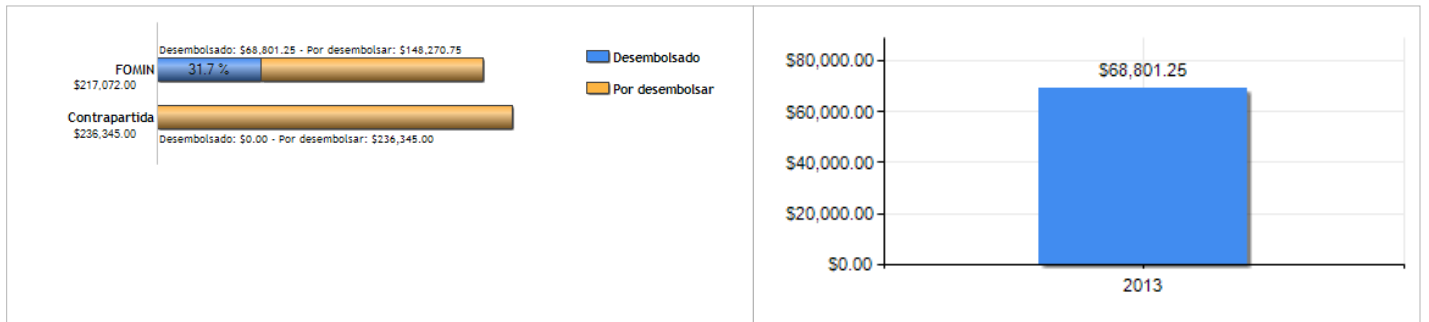 Desembolsado: $68,801.25 - Por desembolsar: $148,270.75
FOMIN
31.7 %
$217,072.00
Contrapartida
$236,345.00
Desembolsado: $0.00 - Por desembolsar: $236,345.00
Desembolsado
Por desembolsar
$80,000.00
$68,801.25
$60,000.00
$40,000.00
$20,000.00
$0.00
2013